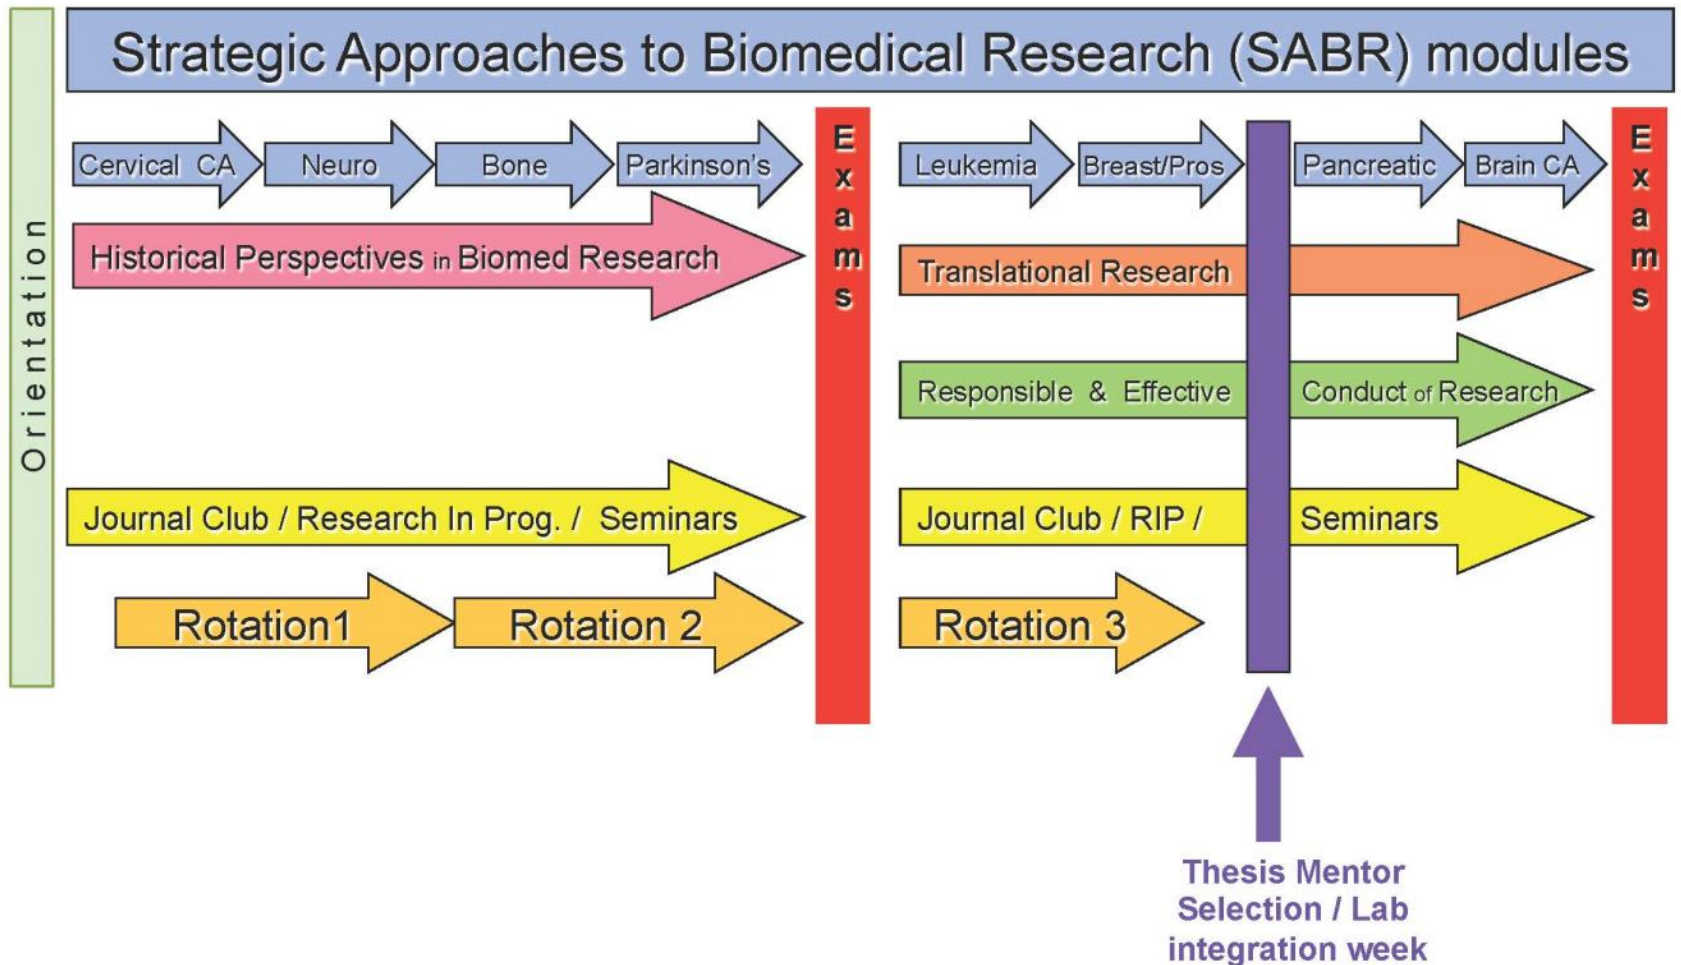 Orientation
Strategic Approaches to Biomedical Research (SABR) modules
Cervical CA
Neuro
Bone
Parkinson's
Historical Perspectives in Biomed Research
Journal Club / Research In Prog. / Seminars
Rotation1
Rotation 2
Exams
Leukemia
Breast/Pros
Pancreatic
Brain CA
Translational Research
Responsible & Effective Conduct of Research
Journal Club / RIP / Seminars
Rotation 3
Exams
Thesis Mentor
Selection / Lab
integration week